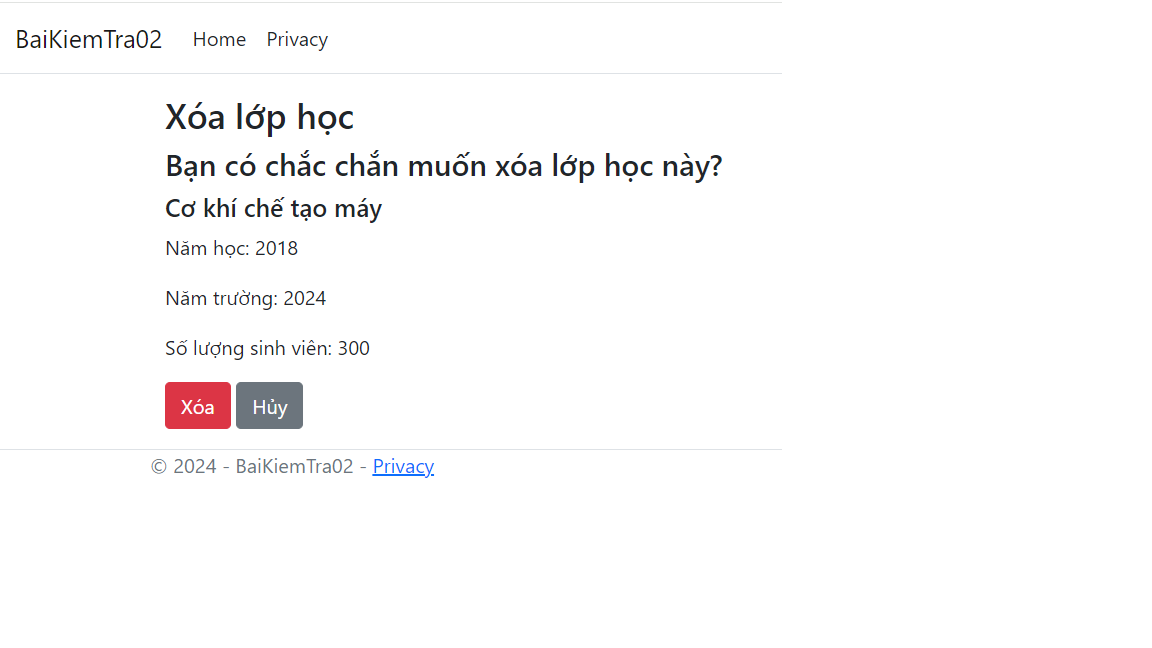 BaiKiemTra02 Home Privacy
Xóa lớp học
Bạn có chắc chắn muốn xóa lớp học này?
Cơ khí chế tạo máy
Năm học: 2018
Năm trường: 2024
Số lượng sinh viên: 300
Xóa Hủy
© 2024 - BaiKiemTra02 - Privacy